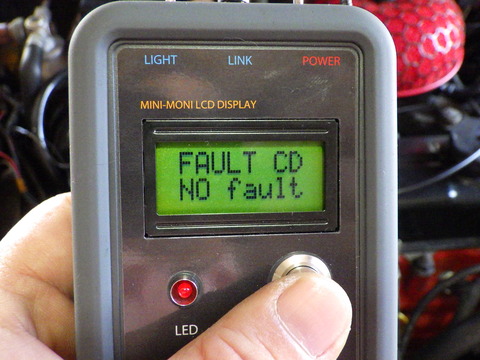 LIGHT LINK POWER
MINI-MONI LCD DISPLAY
FAULT CD
NO fault
LED